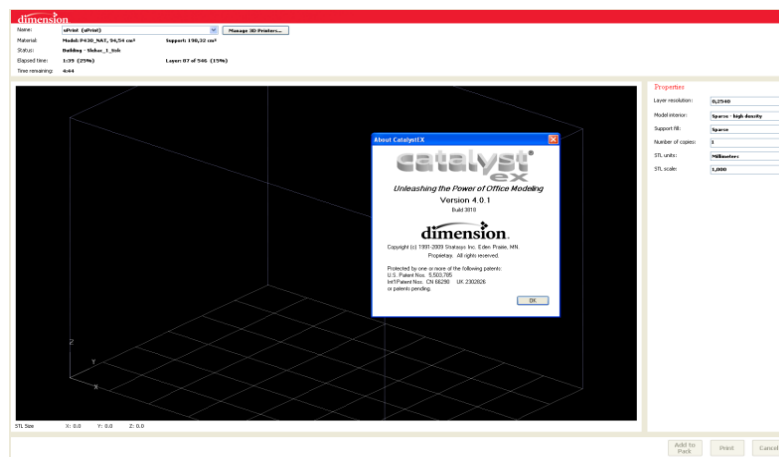 dimension
Name: uPrint (uPrint) Manage 3D Printers...
Material Model: P430_NAT, 94,54 cm³ Support: 198,32 cm³
Status: Building -
Elapsed time: 1:39 (25%) Layer: 87 of 546 (15%)
Time remaining: 4:44
Properties
Layer resolution: 0,2540
Model interior: Sparse - high density
Support fill: Sparse
Number of copies: 1
STL units: Millimeters
STL scale: 1,000
About CatalystEX
catalyst®
ex
Unleashing the Power of Office Modeling
Version 4.0.1
Build 3818
dimension.
Copyright (c) 1991-2009 Stratasys Inc. Eden Prairie, MN.
Proprietary. All rights reserved.
Protected by one or more of the following patents:
U.S. Patent Nos. 5,503,785
Int'l Patent Nos. CN 66290 UK 2302026
or patents pending.
OK
Z
Y
X
STL Size X: 0.0 Y: 0.0 Z: 0.0
Add to
Pack Print Cancel